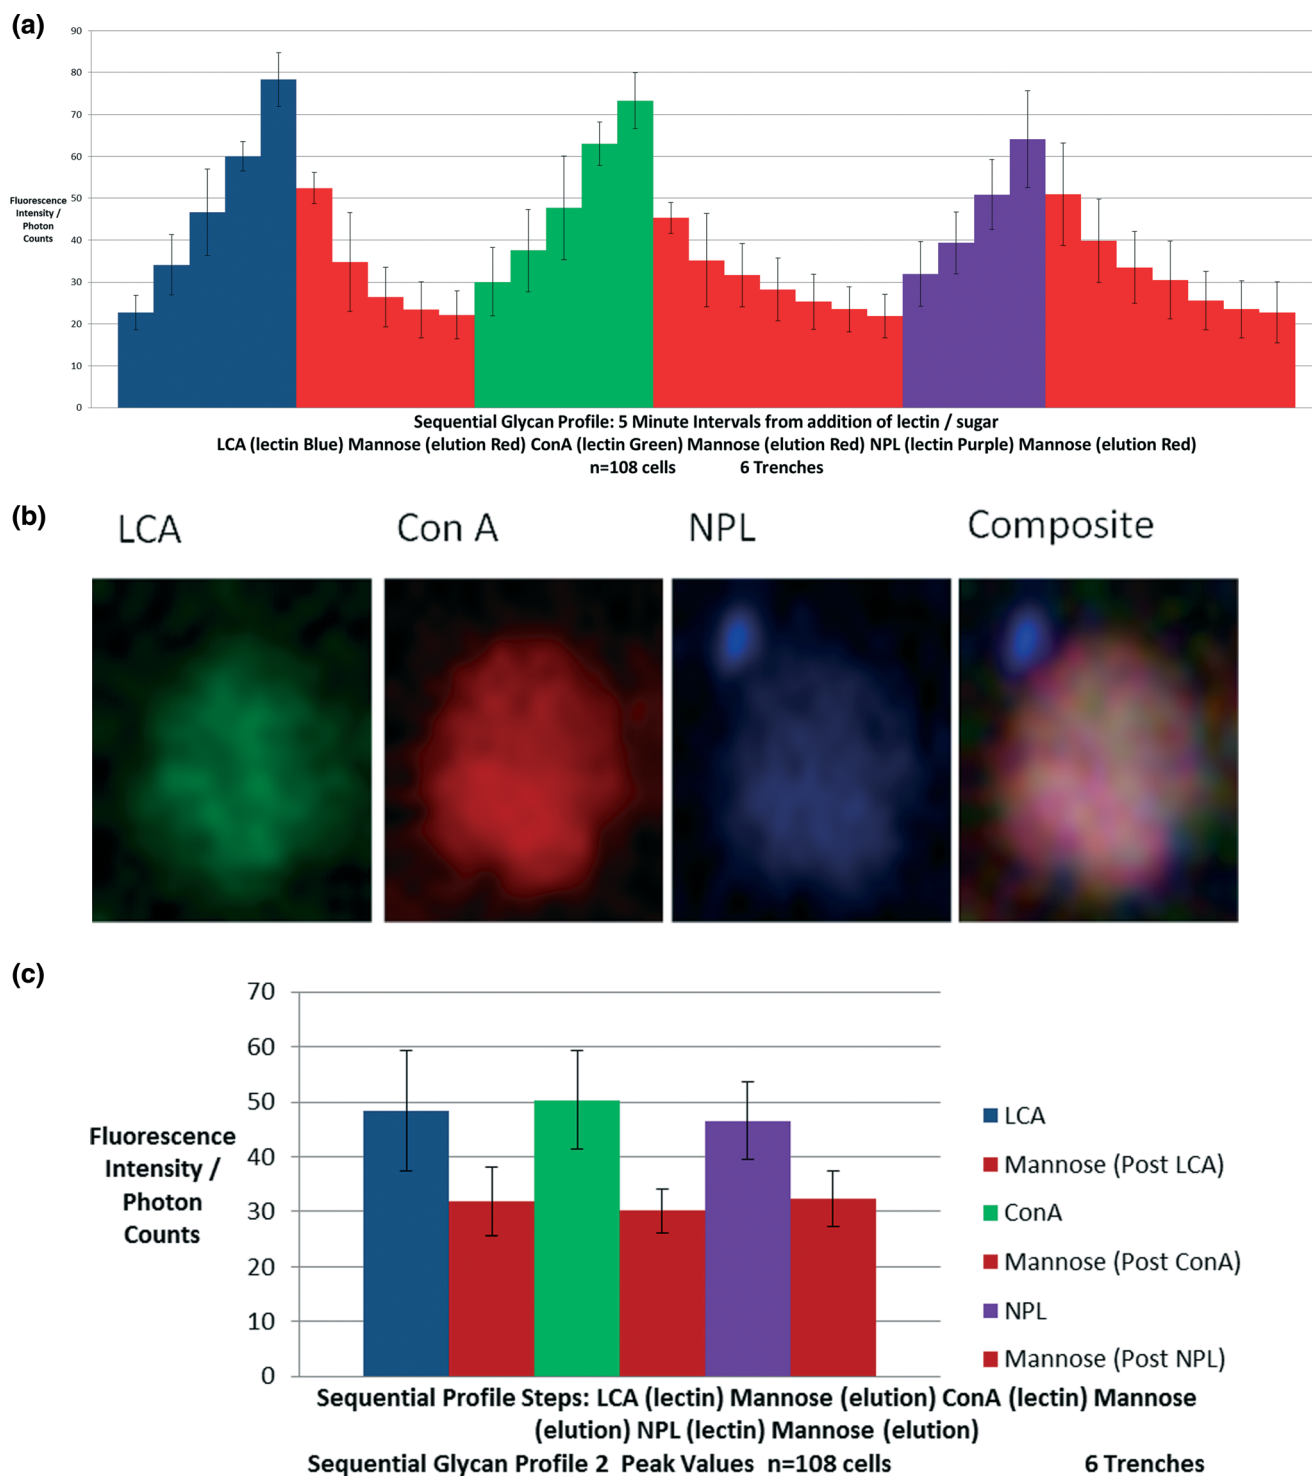 (a)
90
80
70
60
50
40
30
20
10
0
Fluorescence
Intensity /
Photon
Counts
Sequential Glycan Profile: 5 Minute Intervals from addition of lectin / sugar
LCA (lectin Blue) Mannose (elution Red) ConA (lectin Green) Mannose (elution Red) NPL (lectin Purple) Mannose (elution Red)
n=108 cells 6 Trenches
(b)
LCA Con A NPL Composite
(c)
70
60
50
40
30
20
10
0
Fluorescence
Intensity /
Photon
Counts
LCA
Mannose (Post LCA)
ConA
Mannose (Post ConA)
NPL
Mannose (Post NPL)
Sequential Profile Steps: LCA (lectin) Mannose (elution) ConA (lectin) Mannose
(elution) NPL (lectin) Mannose (elution)
Sequential Glycan Profile 2 Peak Values n=108 cells 6 Trenches